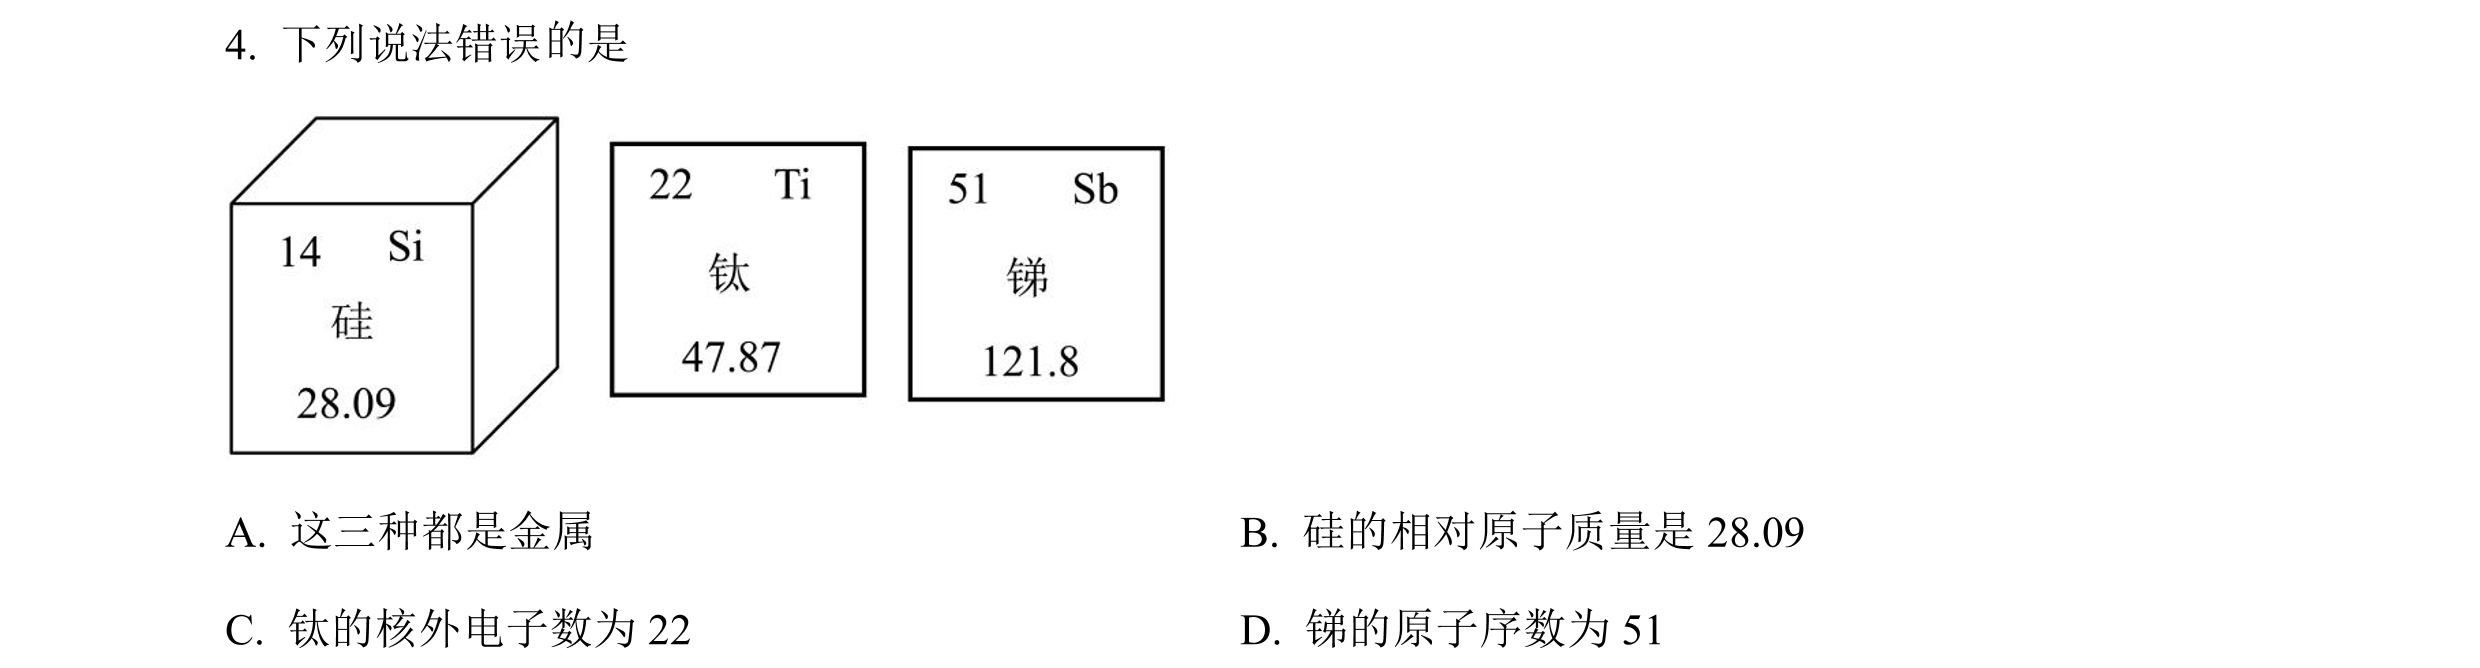 4. 下列说法错误的是
14 Si
硅
28.09
22 Ti
钛
47.87
51 Sb
锑
121.8
A. 这三种都是金属 B. 硅的相对原子质量是 28.09
C. 钛的核外电子数为 22 D. 锑的原子序数为 51